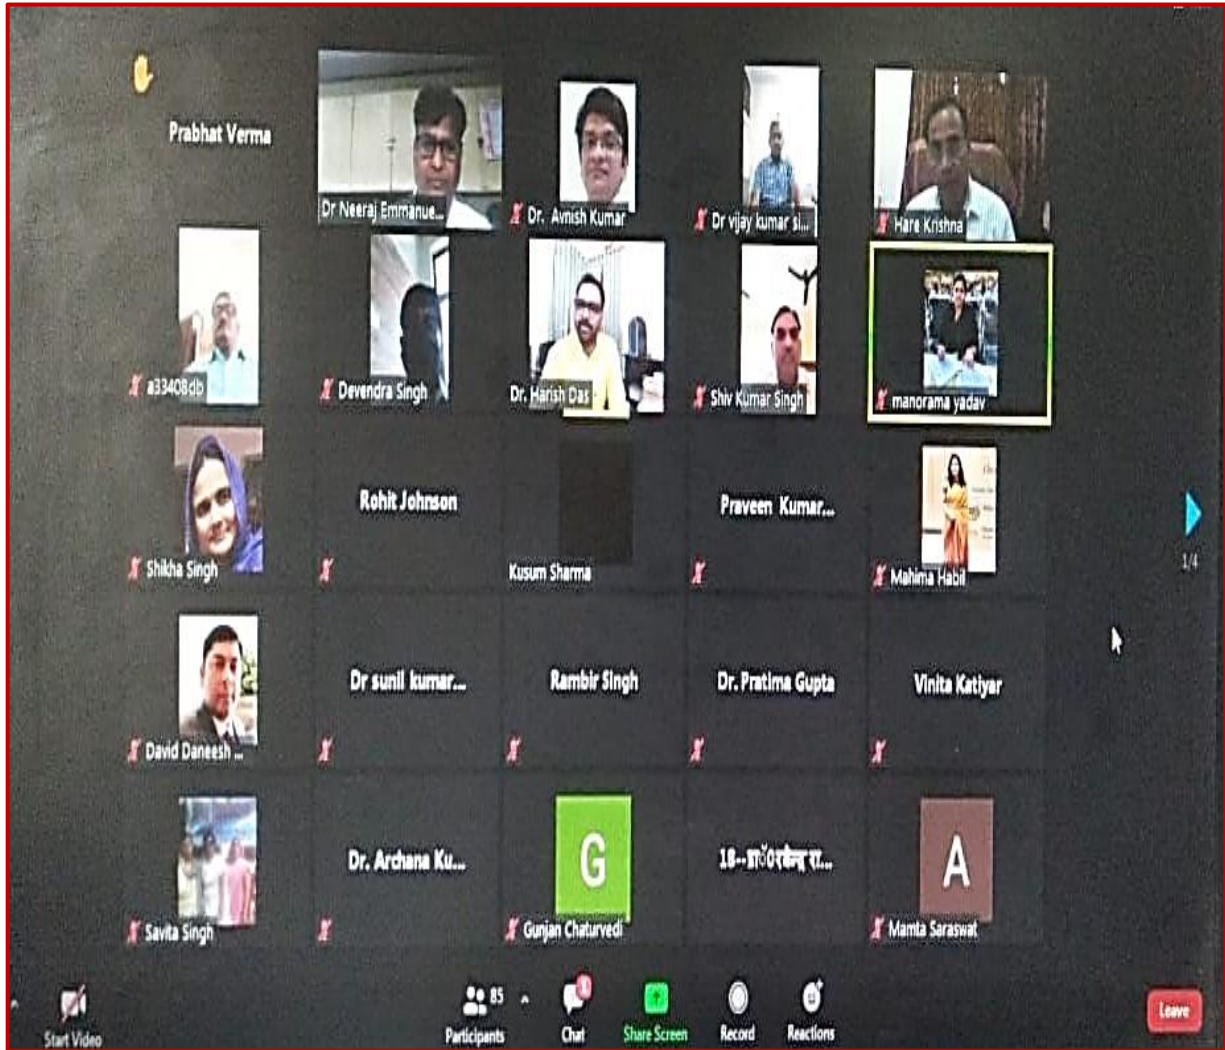 Prabhat Verma
Dr Neeraj Emmanue...
Dr. Avnish Kumar
Dr vijay kumar si...
Hare Krishna
a33408db
Devendra Singh
Dr. Harish Das
Shiv Kumar Singh
manorama yadav
Shikha Singh
Rohit Johnson
Kusum Sharma
Praveen Kumar...
Mahima Habil
1/4
David Daneesh ...
Dr sunil kumar...
Rambir Singh
Dr. Pratima Gupta
Vinita Katiyar
Savita Singh
Dr. Archana Ku...
G
Gunjan Chaturvedi
18--
A
Mamta Saraswat
Start Video
85
Participants
Chat
Share Screen
Record
Reactions
Leave